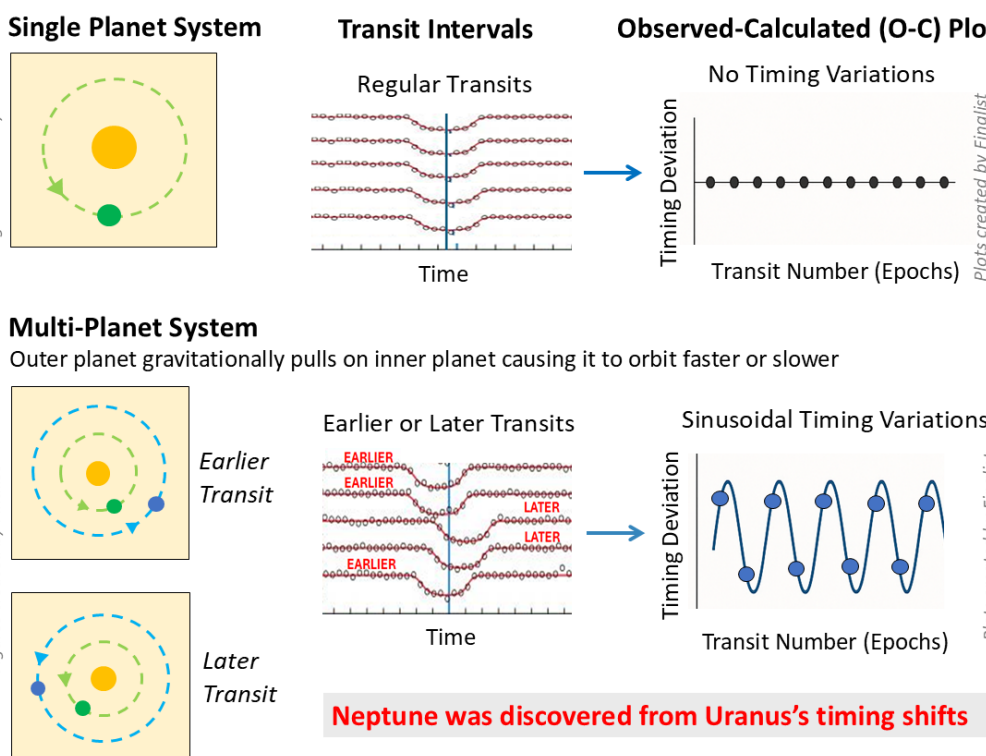 Single Planet System
Transit Intervals
Observed-Calculated (O-C) Plo
Regular Transits
No Timing Variations
Timing Deviation
Time
Transit Number (Epochs)
Plots created by Finalist
Multi-Planet System
Outer planet gravitationally pulls on inner planet causing it to orbit faster or slower
Earlier
Transit
Earlier or Later Transits
EARLIER
EARLIER
LATER
LATER
EARLIER
Time
Sinusoidal Timing Variations
Timing Deviation
Transit Number (Epochs)
Later
Transit
Neptune was discovered from Uranus’s timing shifts